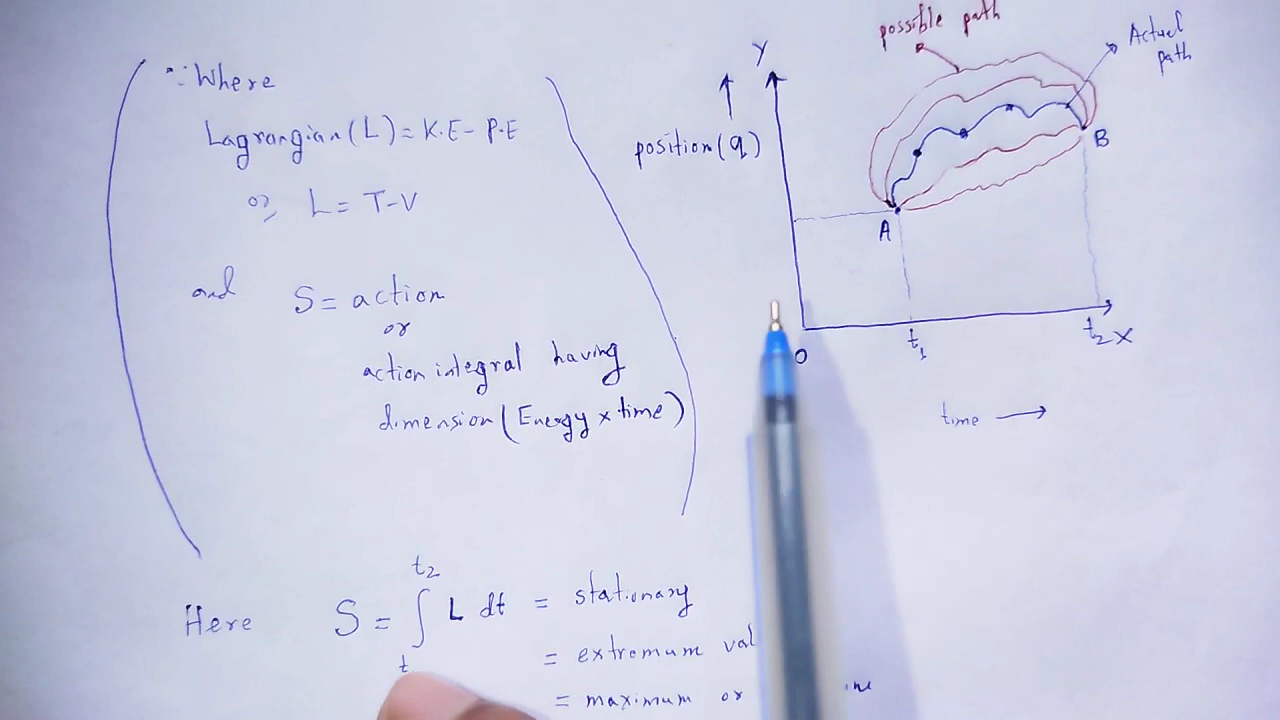 ∵ Where
Lagrangian (L) = K.E - P.E
or, L = T-V
and S = action
or
action integral having
dimension (Energy × time)
Here S = ∫ L dt = stationary
t2
t
= extremum val
= maximum or
possible path
Actual
path
Y
position (q)
A
B
O
t1
t2 X
time →